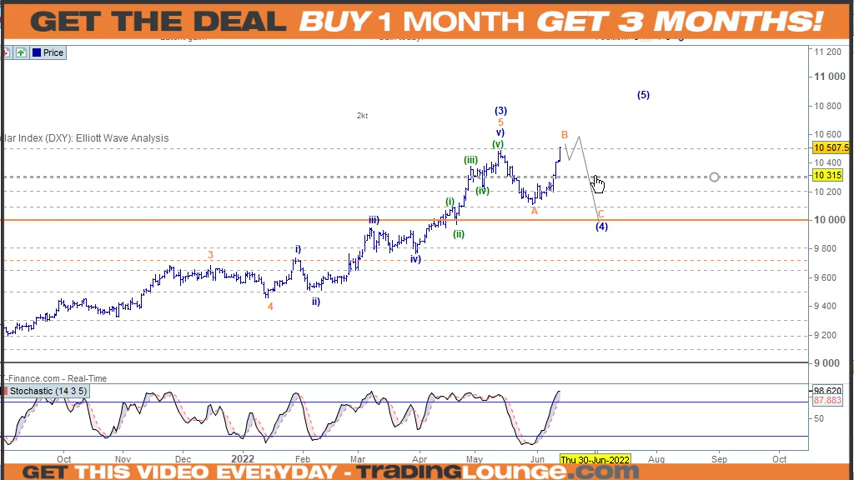 GET THE DEAL BUY 1 MONTH GET 3 MONTHS!
Price
11 200
11 000
(5)
10 800
2kt
(3)
5
v)
B
10 600
lar Index (DXY): Elliott Wave Analysis
(v)
10 507.5
(iii)
10 400
10 315
(iv)
10 200
(i)
A
C
10 000
iii)
(4)
(ii)
3
i)
iv)
9 800
9 600
4
ii)
9 400
9 200
9 000
T-Finance.com - Real-Time
Stochastic (14 3 5)
98.620
87.883
50
Oct Nov Dec 2022 Feb Mar Apr May Jun Thu 30-Jun-2022 Aug Sep Oct
GET THIS VIDEO EVERYDAY - TradingLounge.com